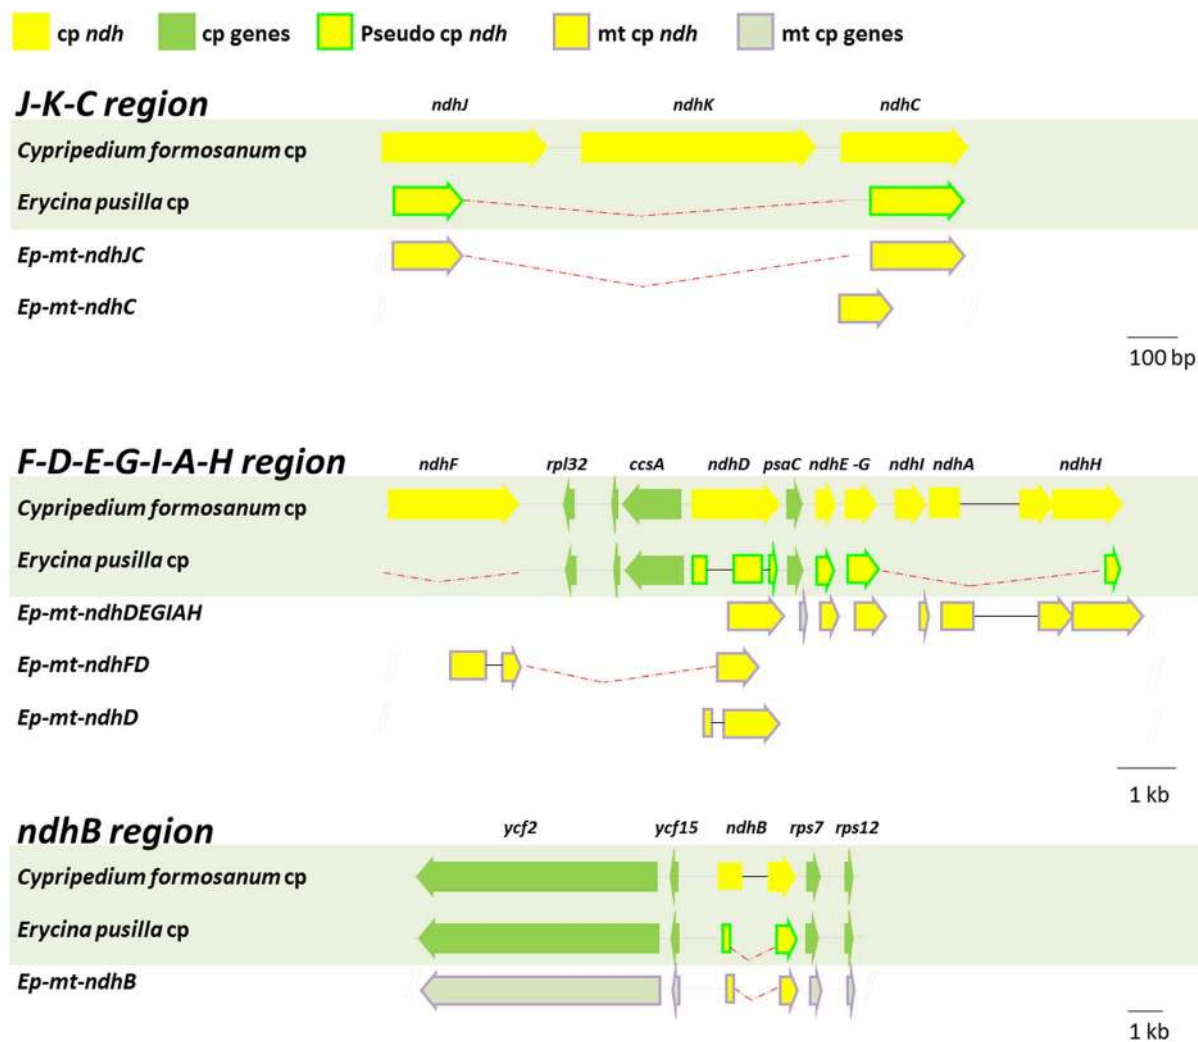 cp ndh cp genes Pseudo cp ndh mt cp ndh mt cp genes
J-K-C region ndhJ ndhK ndhC
Cypripedium formosanum cp
Erycina pusilla cp
Ep-mt-ndhJC
Ep-mt-ndhC
100 bp
F-D-E-G-I-A-H region ndhF rpl32 ccsA ndhD psaC ndhE -G ndhI ndhA ndhH
Cypripedium formosanum cp
Erycina pusilla cp
Ep-mt-ndhDEGIAH
Ep-mt-ndhFD
Ep-mt-ndhD
1 kb
ndhB region ycf2 ycf15 ndhB rps7 rps12
Cypripedium formosanum cp
Erycina pusilla cp
Ep-mt-ndhB
1 kb